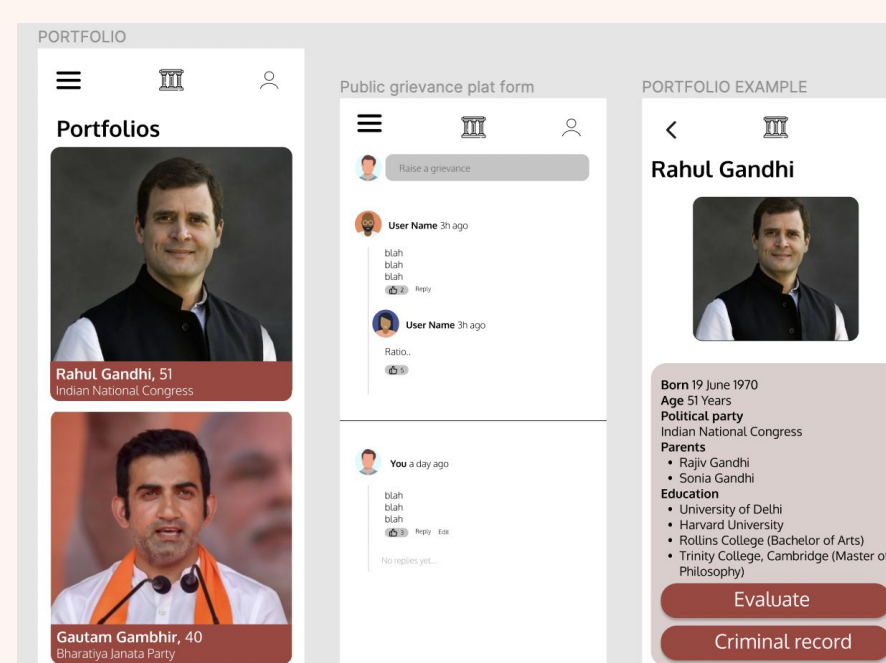 PORTFOLIO
Portfolios
Rahul Gandhi, 51
Indian National Congress
Gautam Gambhir, 40
Bharatiya Janata Party
Public grievance plat form
Raise a grievance
User Name 3h ago
blah
blah
blah
2 Reply
User Name 3h ago
Ratio..
5
You a day ago
blah
blah
blah
3 Reply Edit
No replies yet...
PORTFOLIO EXAMPLE
Rahul Gandhi
Born 19 June 1970
Age 51 Years
Political party
Indian National Congress
Parents
• Rajiv Gandhi
• Sonia Gandhi
Education
• University of Delhi
• Harvard University
• Rollins College (Bachelor of Arts)
• Trinity College, Cambridge (Master of
Philosophy)
Evaluate
Criminal record